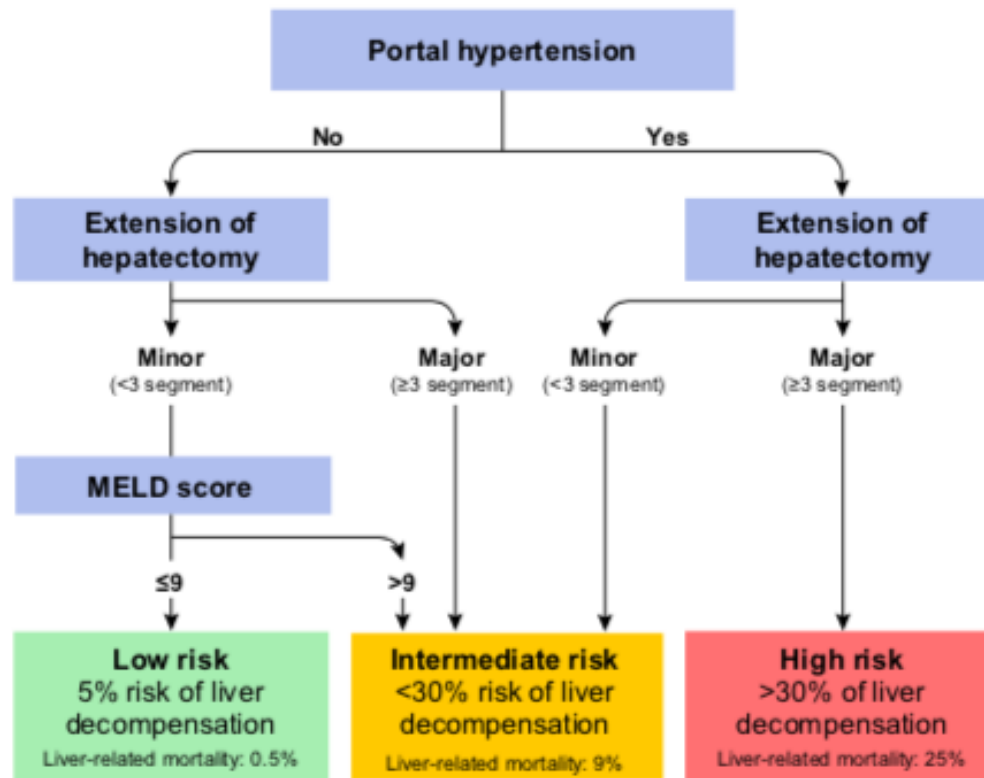 Portal hypertension
No
Yes
Extension of
hepatectomy
Extension of
hepatectomy
Minor
(<3 segment)
Major
(≥3 segment)
Minor
(<3 segment)
Major
(≥3 segment)
MELD score
≤9
>9
Low risk
5% risk of liver
decompensation
Liver-related mortality: 0.5%
Intermediate risk
<30% risk of liver
decompensation
Liver-related mortality: 9%
High risk
>30% of liver
decompensation
Liver-related mortality: 25%